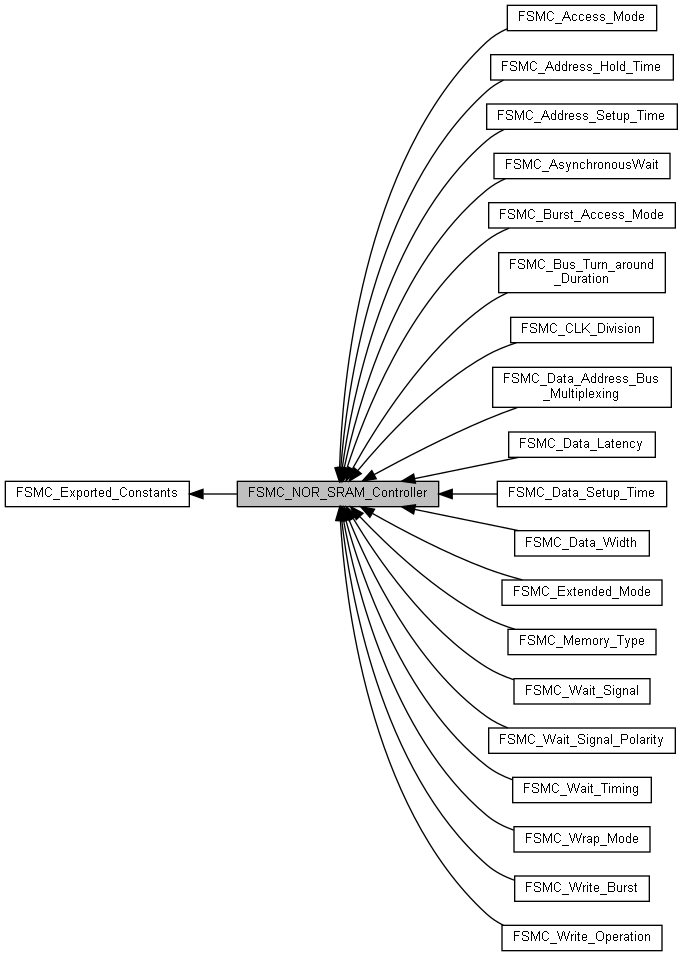 FSMC_Access_Mode
FSMC_Address_Hold_Time
FSMC_Address_Setup_Time
FSMC_AsynchronousWait
FSMC_Burst_Access_Mode
FSMC_Bus_Turn_around
_Duration
FSMC_CLK_Division
FSMC_Data_Address_Bus
_Multiplexing
FSMC_Data_Latency
FSMC_Exported_Constants
FSMC_NOR_SRAM_Controller
FSMC_Data_Setup_Time
FSMC_Data_Width
FSMC_Extended_Mode
FSMC_Memory_Type
FSMC_Wait_Signal
FSMC_Wait_Signal_Polarity
FSMC_Wait_Timing
FSMC_Wrap_Mode
FSMC_Write_Burst
FSMC_Write_Operation